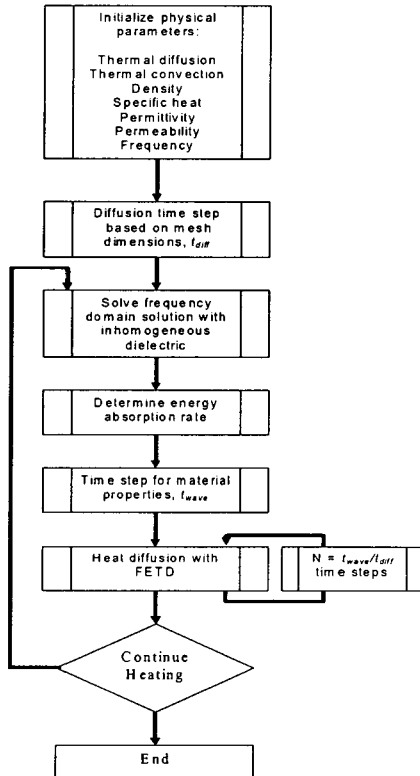 Initialize physical
parameters:
Thermal diffusion
Thermal convection
Density
Specific heat
Permittivity
Permeability
Frequency
Diffusion time step
based on mesh
dimensions, t_diff
Solve frequency
domain solution with
inhomogeneous
dielectric
Determine energy
absorption rate
Time step for material
properties, t_wave
Heat diffusion with
FETD
N = t_wave/t_diff
time steps
Continue
Heating
End